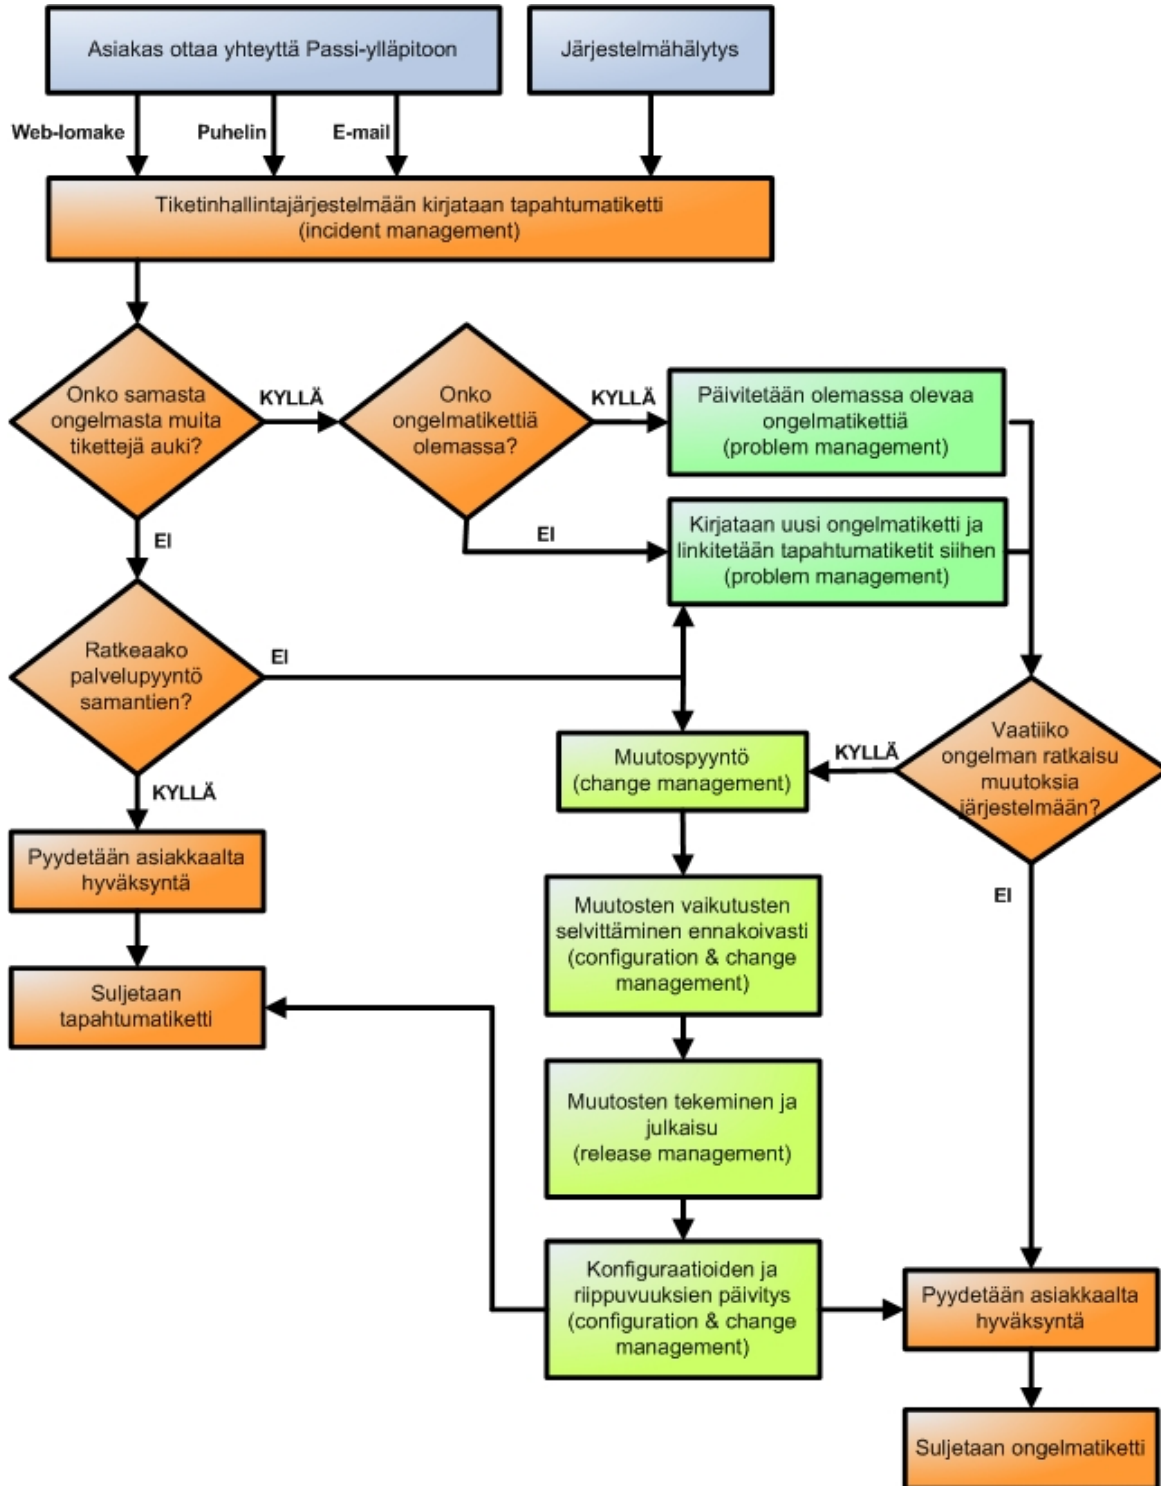 Asiakas ottaa yhteyttä Passi-ylläpitoon
Järjestelmähälytys
Web-lomake
Puhelin
E-mail
Tiketinhallintajärjestelmään kirjataan tapahtumatiketti
(incident management)
Onko samasta
ongelmasta muita
tikettejä auki?
KYLLÄ
Onko
ongelmatikettiä
olemassa?
KYLLÄ
Päivitetään olemassa olevaa
ongelmatikettiä
(problem management)
EI
EI
Kirjataan uusi ongelmatiketti ja
linkitetään tapahtumatiketit siihen
(problem management)
Ratkeaako
palvelupyyntö
samantien?
EI
KYLLÄ
Muutospyyntö
(change management)
KYLLÄ
Vaatiiko
ongelman ratkaisu
muutoksia
järjestelmään?
EI
Pyydetään asiakkaalta
hyväksyntä
Muutosten vaikutusten
selvittäminen ennakoivasti
(configuration & change
management)
Suljetaan
tapahtumatiketti
Muutosten tekeminen ja
julkaisu
(release management)
Konfiguraatioiden ja
riippuvuuksien päivitys
(configuration & change
management)
Pyydetään asiakkaalta
hyväksyntä
Suljetaan ongelmatiketti